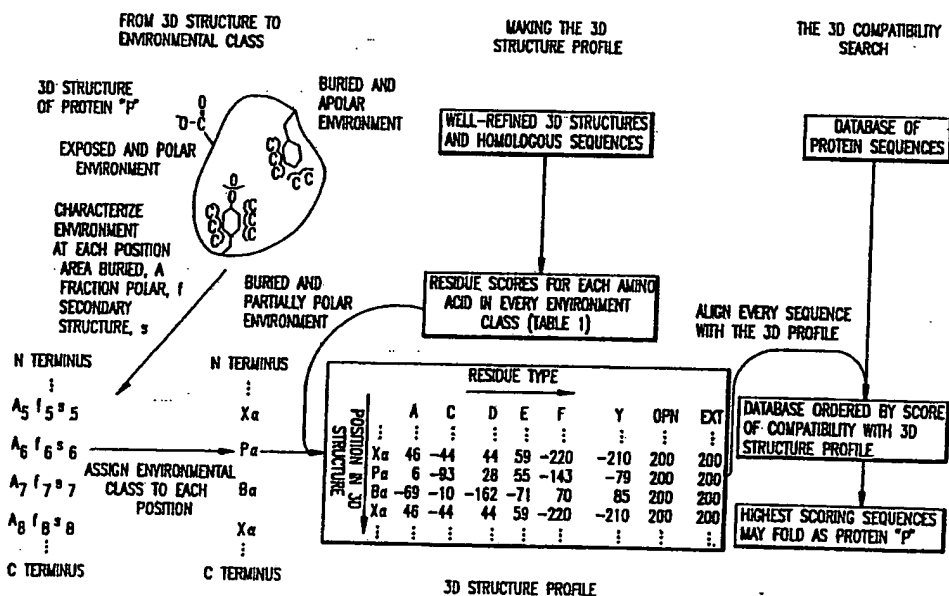 FROM 3D STRUCTURE TO
ENVIRONMENTAL CLASS
3D STRUCTURE
OF PROTEIN "P"
O
⁻O-C
BURIED AND
APOLAR
ENVIRONMENT
EXPOSED AND POLAR
ENVIRONMENT
CHARACTERIZE
ENVIRONMENT
AT EACH POSITION
AREA BURIED, A
FRACTION POLAR, f
SECONDARY
STRUCTURE, s
BURIED AND
PARTIALLY POLAR
ENVIRONMENT
N TERMINUS
A5 f5 s5
A6 f6 s6
A7 f7 s7
A8 f8 s8
C TERMINUS
ASSIGN ENVIRONMENTAL
CLASS TO EACH
POSITION
N TERMINUS
Xα
Pα
Bα
Xα
C TERMINUS
MAKING THE 3D
STRUCTURE PROFILE
WELL-REFINED 3D STRUCTURES
AND HOMOLOGOUS SEQUENCES
RESIDUE SCORES FOR EACH AMINO
ACID IN EVERY ENVIRONMENT
CLASS (TABLE 1)
RESIDUE TYPE
POSITION IN 3D
STRUCTURE
A C D E F Y OPN EXT
Xα 46 -44 44 59 -220 -210 200 200
Pα 6 -93 28 55 -143 -79 200 200
Bα -69 -10 -162 -71 70 85 200 200
Xα 46 -44 44 59 -220 -210 200 200
3D STRUCTURE PROFILE
THE 3D COMPATIBILITY
SEARCH
DATABASE OF
PROTEIN SEQUENCES
ALIGN EVERY SEQUENCE
WITH THE 3D PROFILE
DATABASE ORDERED BY SCORE
OF COMPATIBILITY WITH 3D
STRUCTURE PROFILE
HIGHEST SCORING SEQUENCES
MAY FOLD AS PROTEIN "P"